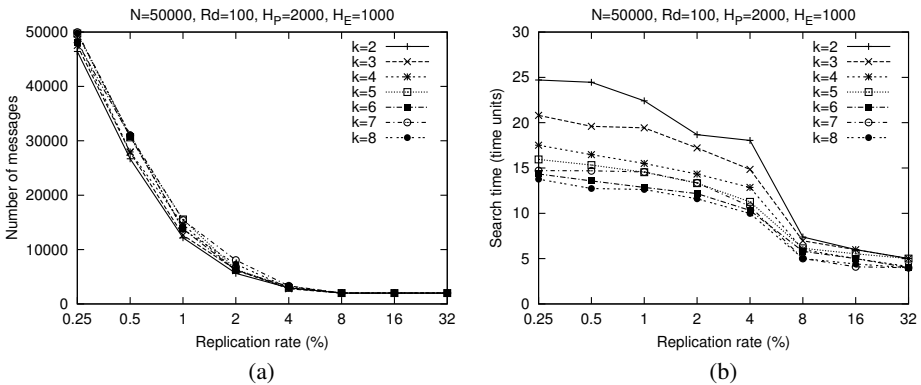 N=50000, Rd=100, H_P=2000, H_E=1000
50000
40000
30000
20000
10000
0
Number of messages
0.25 0.5 1 2 4 8 16 32
Replication rate (%)
k=2
k=3
k=4
k=5
k=6
k=7
k=8
(a)
N=50000, Rd=100, H_P=2000, H_E=1000
30
25
20
15
10
5
0
Search time (time units)
0.25 0.5 1 2 4 8 16 32
Replication rate (%)
k=2
k=3
k=4
k=5
k=6
k=7
k=8
(b)